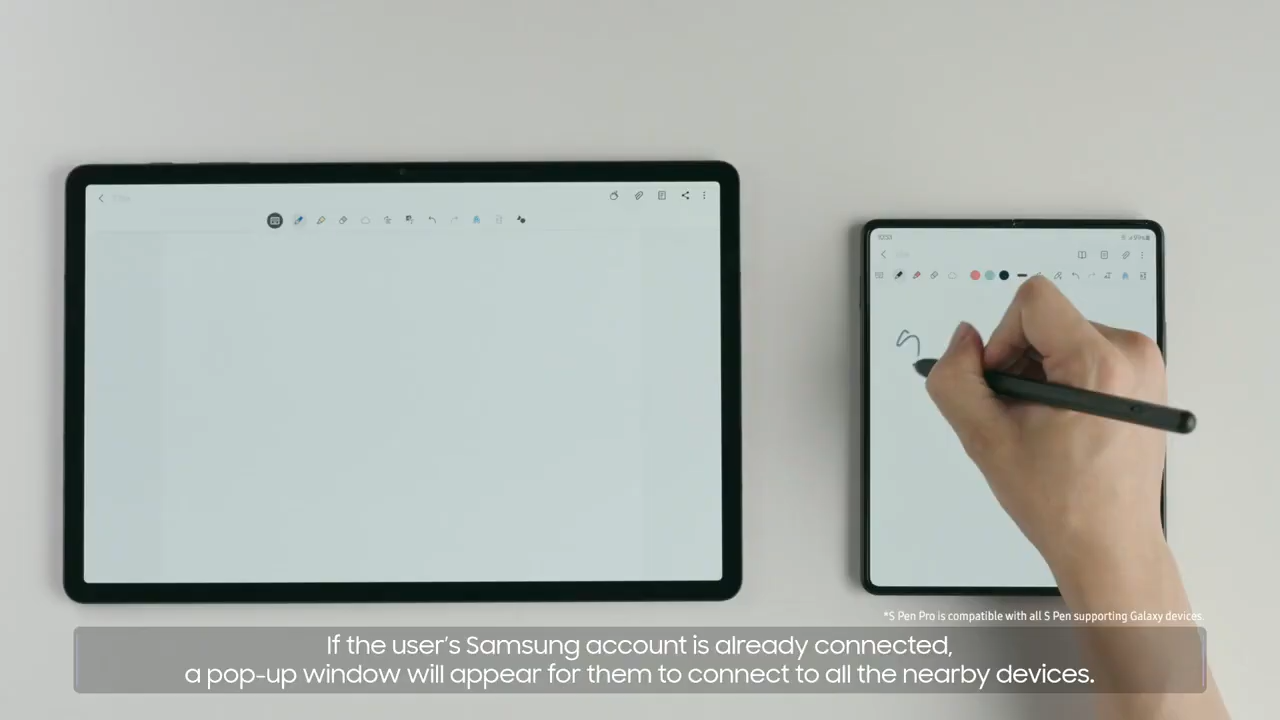 *S Pen Pro is compatible with all S Pen supporting Galaxy devices.
If the user's Samsung account is already connected,
a pop-up window will appear for them to connect to all the nearby devices.